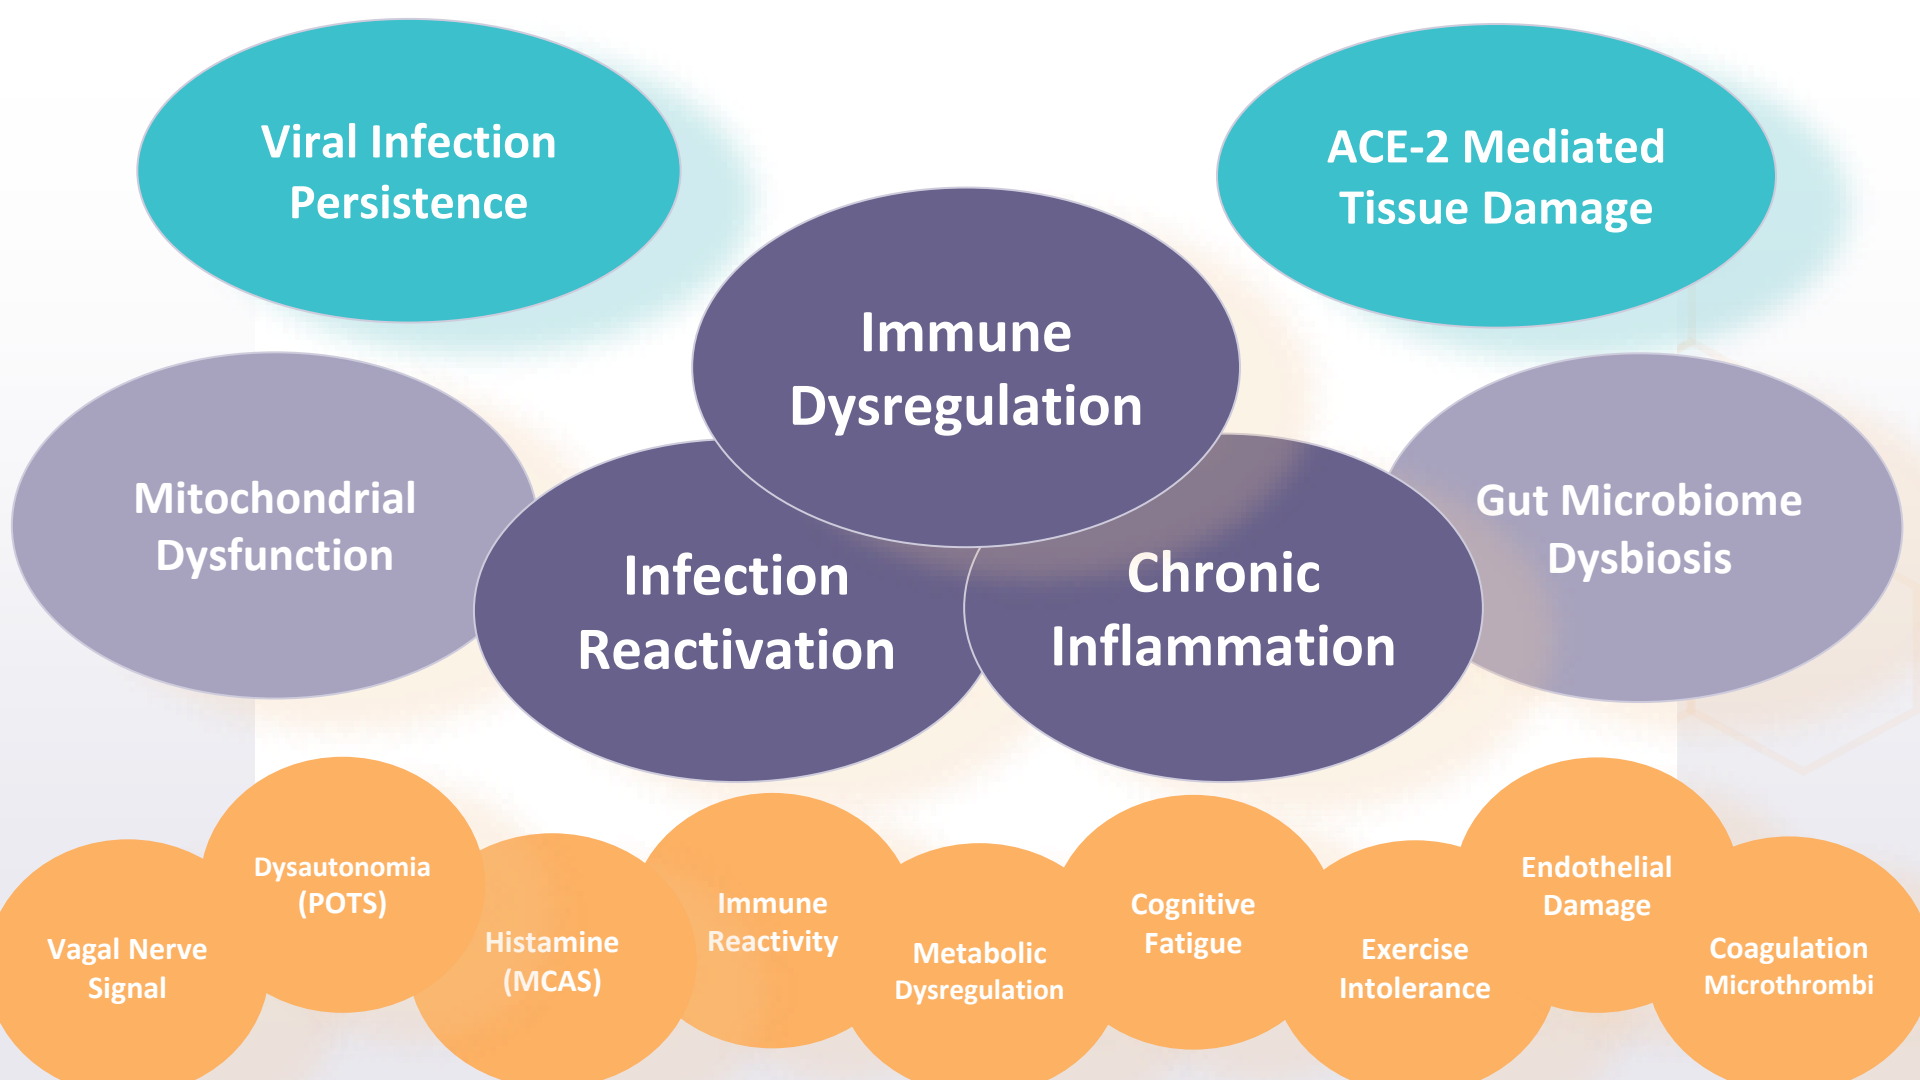 Viral Infection
Persistence
ACE-2 Mediated
Tissue Damage
Immune
Dysregulation
Mitochondrial
Dysfunction
Infection
Reactivation
Chronic
Inflammation
Gut Microbiome
Dysbiosis
Vagal Nerve
Signal
Dysautonomia
(POTS)
Histamine
(MCAS)
Immune
Reactivity
Metabolic
Dysregulation
Cognitive
Fatigue
Exercise
Intolerance
Endothelial
Damage
Coagulation
Microthrombi